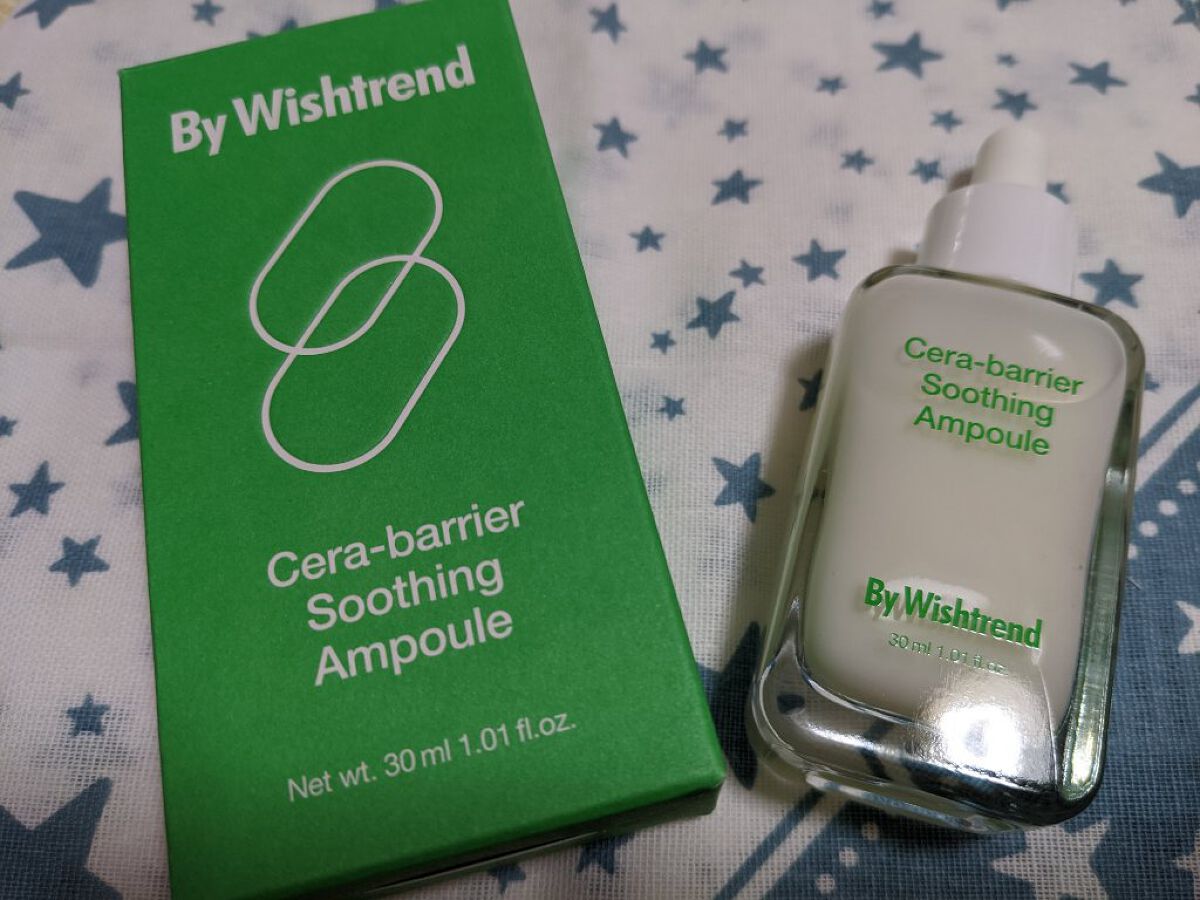 By Wishtrend
Cera-barrier
Soothing
Ampoule
Net wt. 30 ml 1.01 fl.oz.
Cera-barrier
Soothing
Ampoule
By Wishtrend
30 ml 1.01 fl.oz.